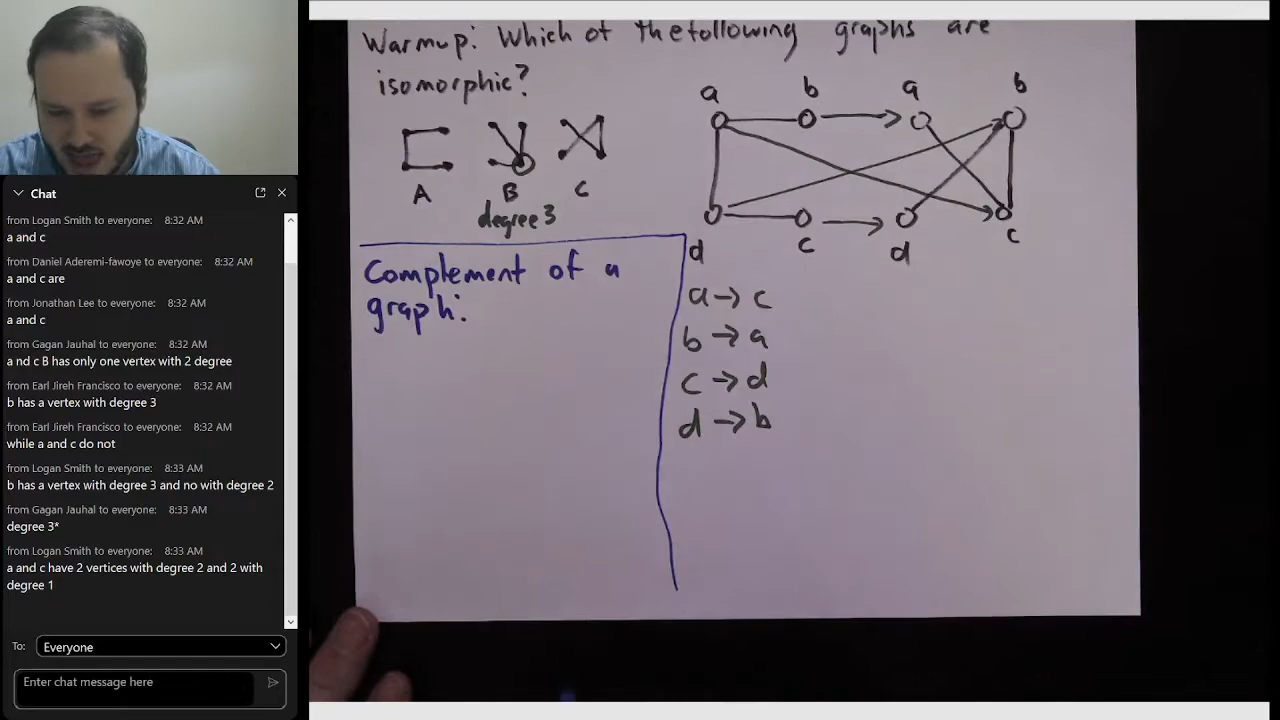 Chat
from Logan Smith to everyone: 8:32 AM
a and c
from Daniel Aderemi-fawoye to everyone: 8:32 AM
a and c are
from Jonathan Lee to everyone: 8:32 AM
a and c
from Gagan Jauhal to everyone: 8:32 AM
a nd c B has only one vertex with 2 degree
from Earl Jireh Francisco to everyone: 8:32 AM
b has a vertex with degree 3
from Earl Jireh Francisco to everyone: 8:32 AM
while a and c do not
from Logan Smith to everyone: 8:33 AM
b has a vertex with degree 3 and no with degree 2
from Gagan Jauhal to everyone: 8:33 AM
degree 3*
from Logan Smith to everyone: 8:33 AM
a and c have 2 vertices with degree 2 and 2 with
degree 1
To: Everyone
Enter chat message here
Warmup: Which of the following graphs are
isomorphic?
A B C
degree 3
a b a b
d c d c
Complement of a
graph:
a → c
b → a
c → d
d → b